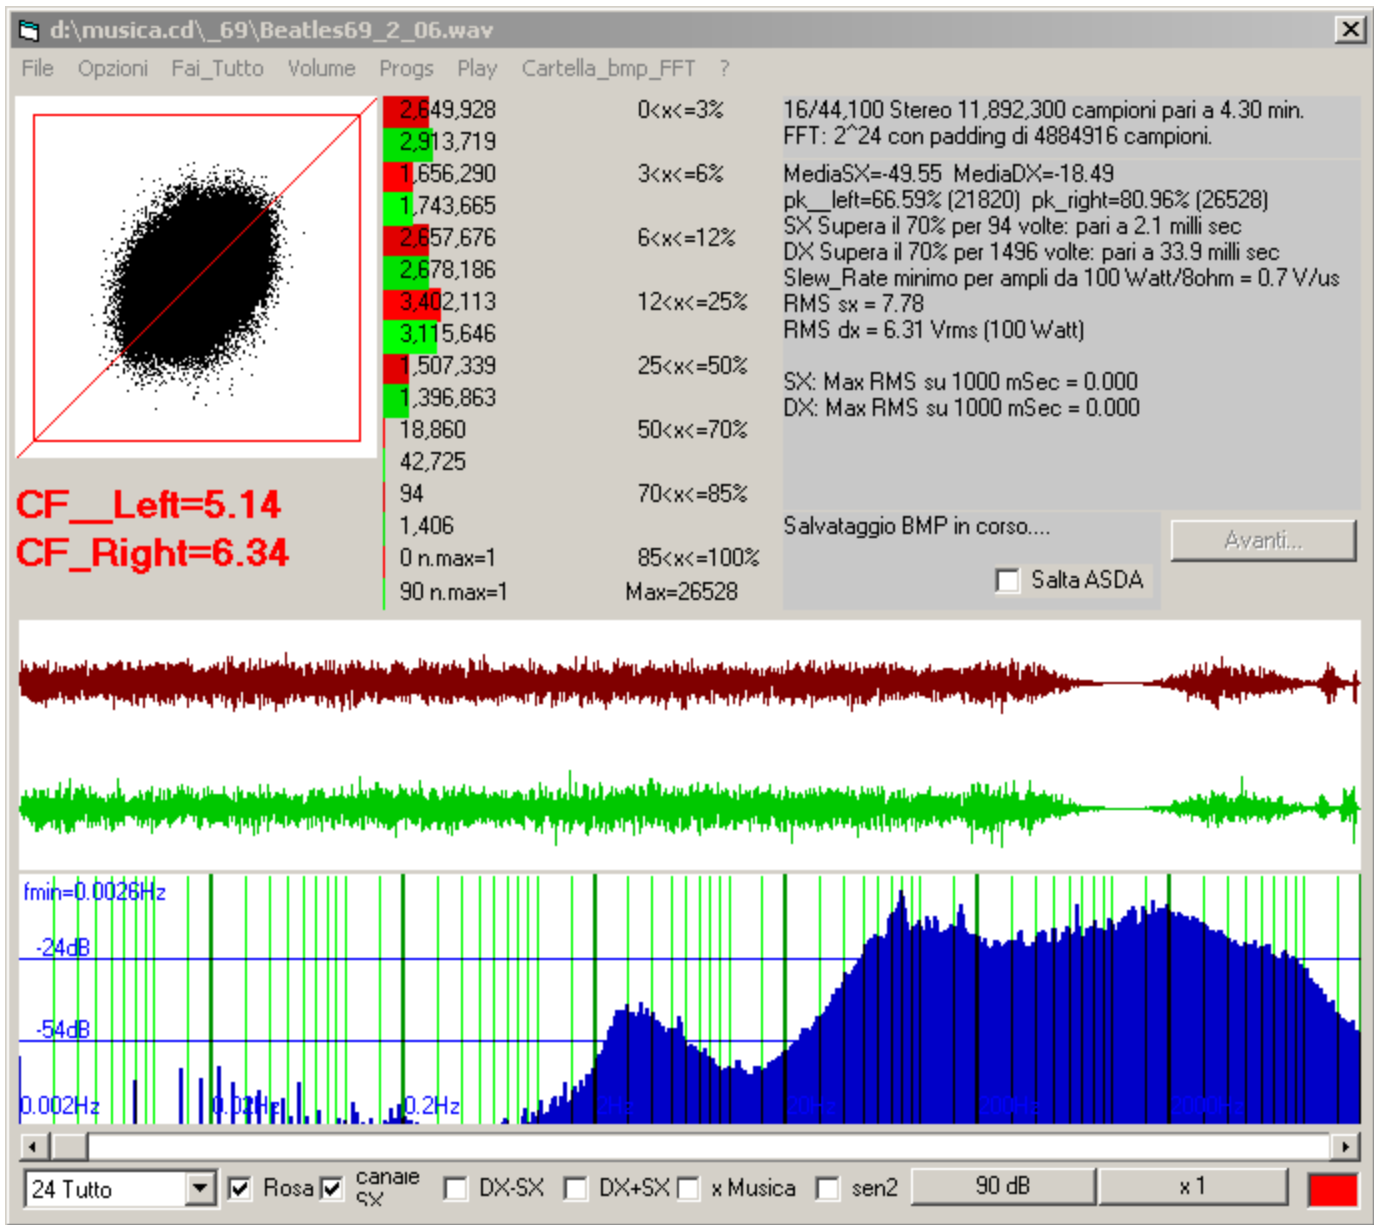 d:\musica.cd\_69\Beatles69_2_06.wav
File Opzioni Fai_Tutto Volume Progs Play Cartella_bmp_FFT ?
2,649,928 0<x<=3%
2,913,719
1,656,290 3<x<=6%
1,743,665
2,657,676 6<x<=12%
2,678,186
3,402,113 12<x<=25%
3,115,646
1,507,339 25<x<=50%
1,396,863
18,860 50<x<=70%
42,725
94 70<x<=85%
1,406
0 n.max=1 85<x<=100%
90 n.max=1 Max=26528
16/44,100 Stereo 11,892,300 campioni pari a 4.30 min.
FFT: 2^24 con padding di 4884916 campioni.
MediaSX=-49.55 MediaDX=-18.49
pk__left=66.59% (21820) pk_right=80.96% (26528)
SX Supera il 70% per 94 volte: pari a 2.1 milli sec
DX Supera il 70% per 1496 volte: pari a 33.9 milli sec
Slew_Rate minimo per ampli da 100 Watt/8ohm = 0.7 V/us
RMS sx = 7.78
RMS dx = 6.31 Vrms (100 Watt)
SX: Max RMS su 1000 mSec = 0.000
DX: Max RMS su 1000 mSec = 0.000
CF__Left=5.14
CF_Right=6.34
Salvataggio BMP in corso....
Avanti...
Salta ASDA
fmin=0.0026Hz
-24dB
-54dB
0.002Hz 0.02Hz 0.2Hz 2Hz 20Hz 200Hz 2000Hz
24 Tutto Rosa canale SX DX-SX DX+SX x Musica sen2 90 dB x 1